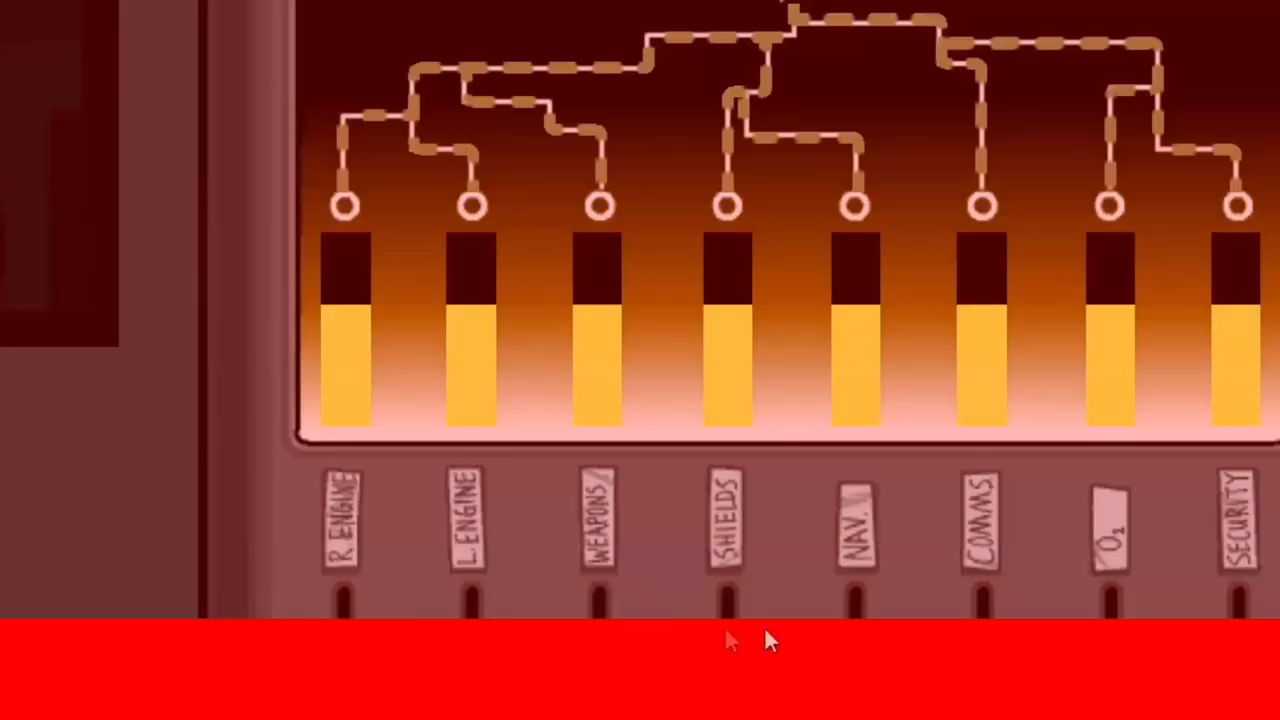 R. ENGINE
L. ENGINE
WEAPONS
SHIELDS
NAV.
COMMS
O₂
SECURITY